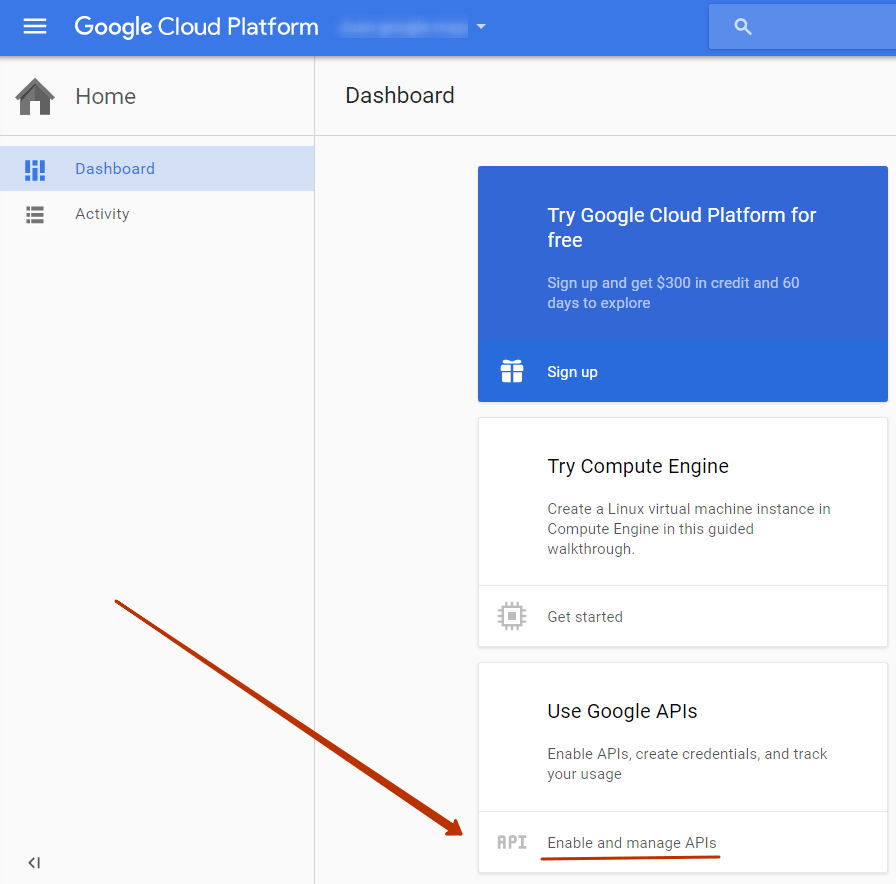 Google Cloud Platform
Home
Dashboard
Dashboard
Activity
Try Google Cloud Platform for
free
Sign up and get $300 in credit and 60
days to explore
Sign up
Try Compute Engine
Create a Linux virtual machine instance in
Compute Engine in this guided
walkthrough.
Get started
Use Google APIs
Enable APIs, create credentials, and track
your usage
API Enable and manage APIs